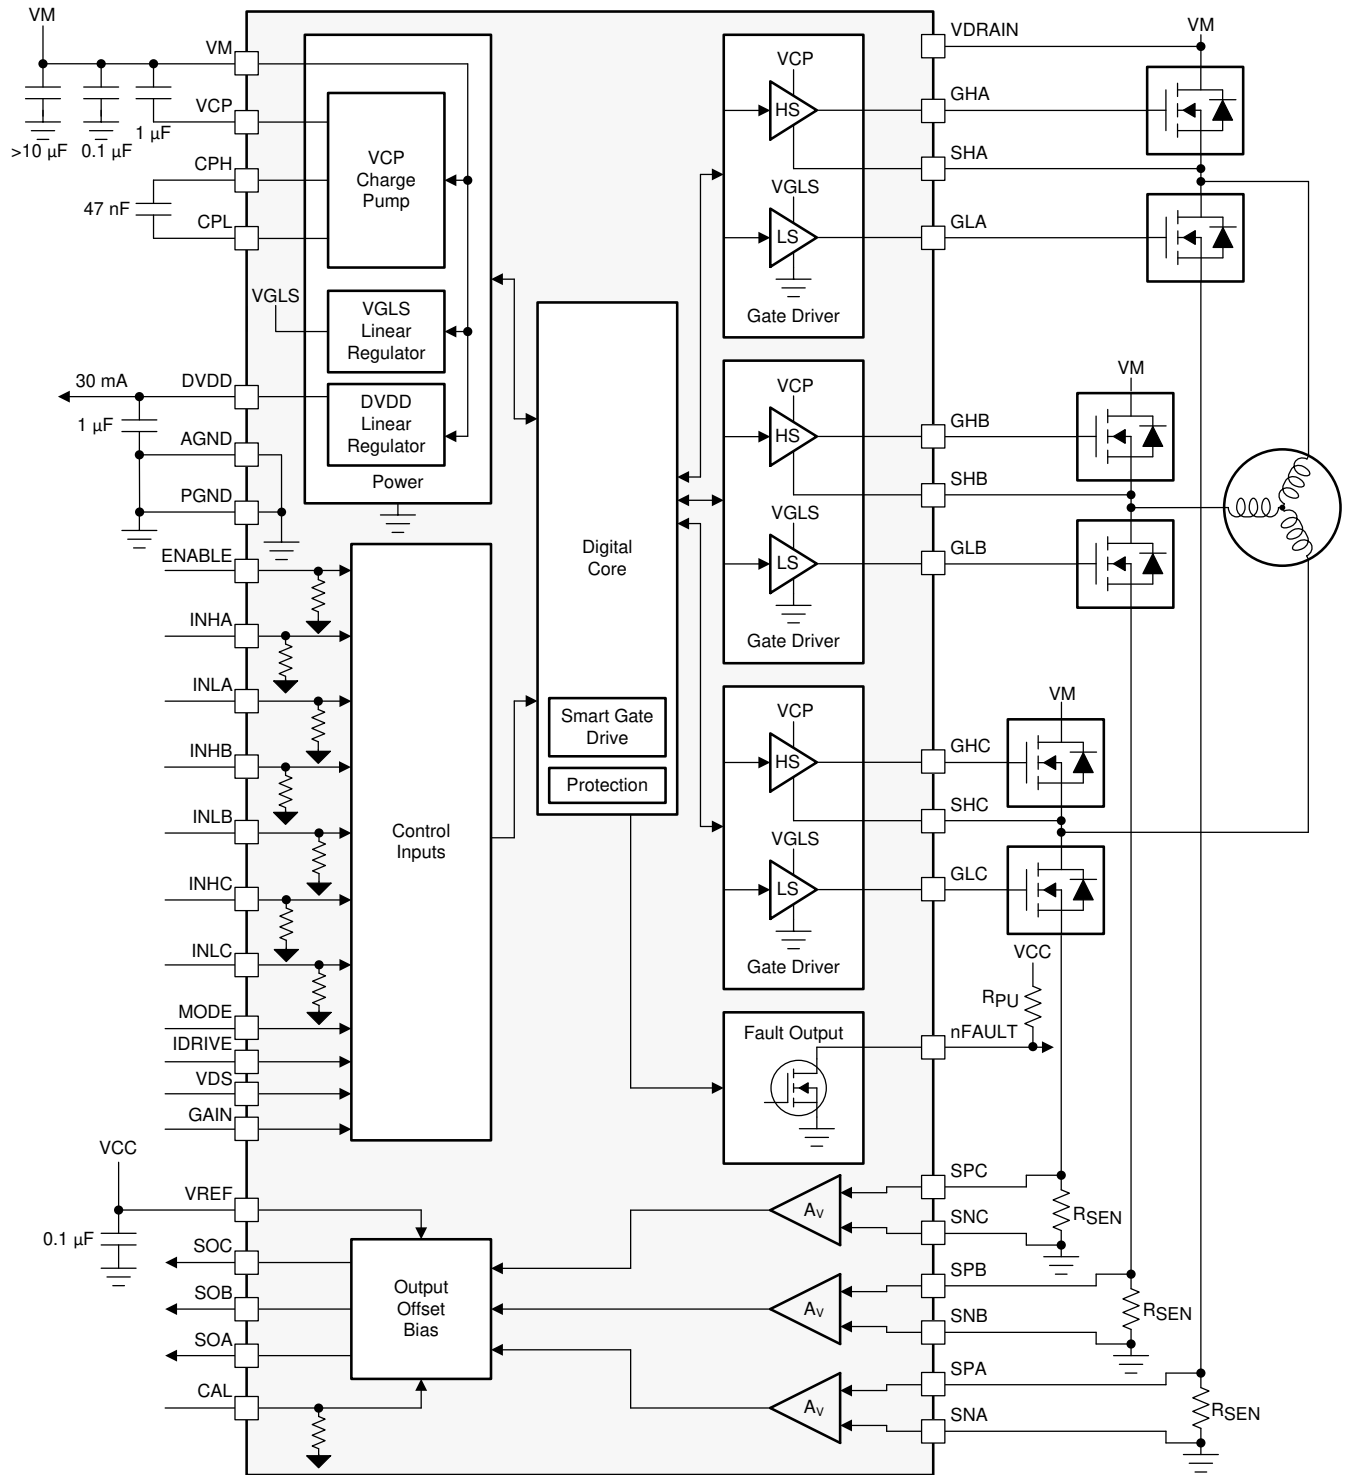 VM
VM
VCP
>10 µF
0.1 µF
1 µF
CPH
47 nF
CPL
VGLS
30 mA
DVDD
1 µF
AGND
PGND
ENABLE
INHA
INLA
INHB
INLB
INHC
INLC
MODE
IDRIVE
VDS
GAIN
VCC
VREF
0.1 µF
SOC
SOB
SOA
CAL
VCP
Charge
Pump
VGLS
Linear
Regulator
DVDD
Linear
Regulator
Power
Control
Inputs
Output
Offset
Bias
Digital
Core
Smart Gate
Drive
Protection
VCP
HS
VGLS
LS
Gate Driver
VCP
HS
VGLS
LS
Gate Driver
VCP
HS
VGLS
LS
Gate Driver
Fault Output
AV
AV
AV
VDRAIN
VM
GHA
SHA
GLA
VM
GHB
SHB
GLB
VM
GHC
SHC
GLC
VCC
RPU
nFAULT
SPC
SNC
RSEN
SPB
SNB
RSEN
SPA
SNA
RSEN